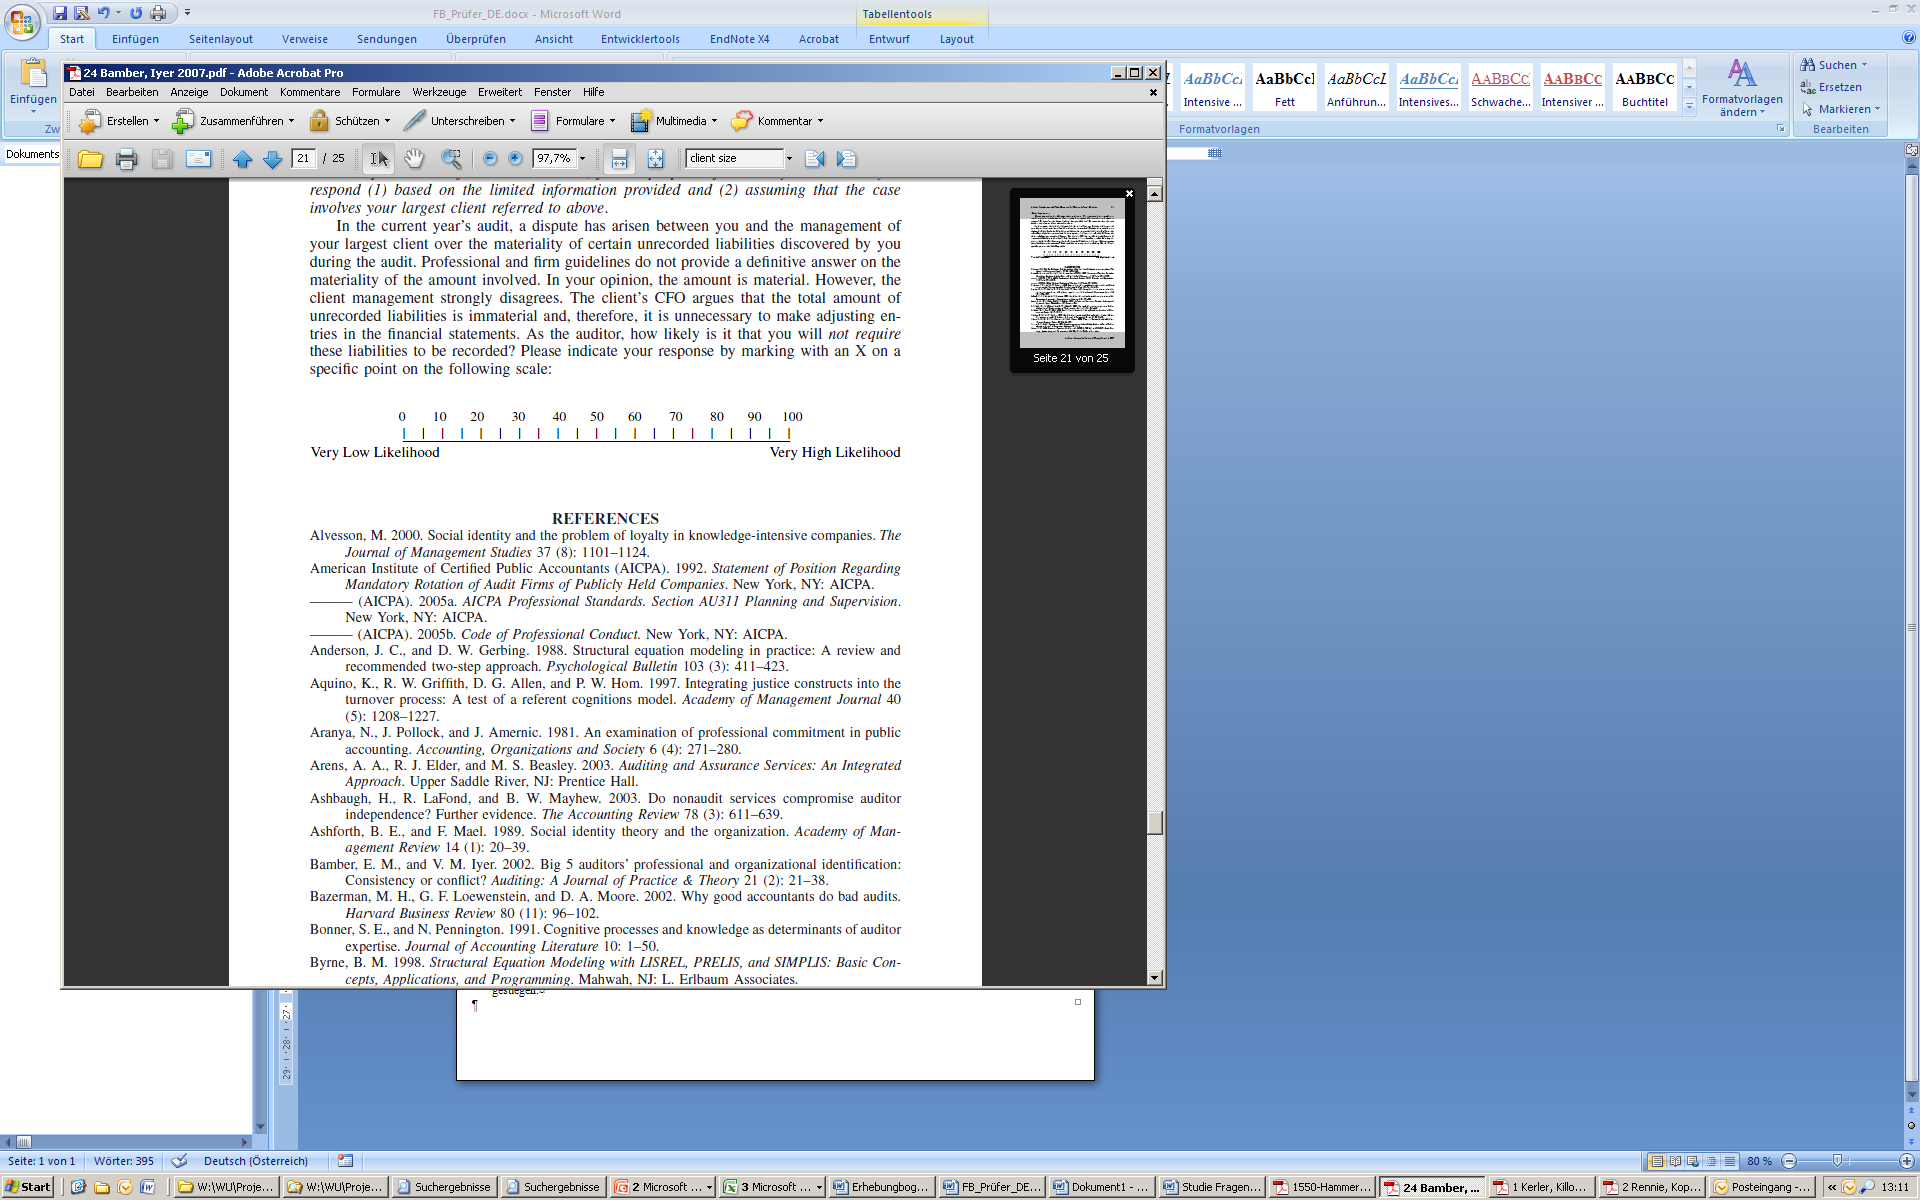 FB_Prüfer_DE.docx - Microsoft Word
Tabellentools
Start Einfügen Seitenlayout Verweise Sendungen Überprüfen Ansicht Entwicklertools EndNote X4 Acrobat Entwurf Layout
Einfügen
Zw
Dokuments
AaBbCcI AaBbCcI AaBbCcL AaBbCcI AABBCC AABBCC AABBCC
Intensive ... Fett Anführun... Intensives... Schwache... Intensiver ... Buchtitel
Formatvorlagen ändern
Formatvorlagen
Suchen
Ersetzen
Markieren
Bearbeiten
24 Bamber, Iyer 2007.pdf - Adobe Acrobat Pro
Datei Bearbeiten Anzeige Dokument Kommentare Formulare Werkzeuge Erweitert Fenster Hilfe
Erstellen Zusammenführen Schützen Unterschreiben Formulare Multimedia Kommentar
21 / 25 97,7% client size
respond (1) based on the limited information provided and (2) assuming that the case
involves your largest client referred to above.
In the current year's audit, a dispute has arisen between you and the management of
your largest client over the materiality of certain unrecorded liabilities discovered by you
during the audit. Professional and firm guidelines do not provide a definitive answer on the
materiality of the amount involved. In your opinion, the amount is material. However, the
client management strongly disagrees. The client's CFO argues that the total amount of
unrecorded liabilities is immaterial and, therefore, it is unnecessary to make adjusting en-
tries in the financial statements. As the auditor, how likely is it that you will not require
these liabilities to be recorded? Please indicate your response by marking with an X on a
specific point on the following scale:
0 10 20 30 40 50 60 70 80 90 100
Very Low Likelihood Very High Likelihood
REFERENCES
Alvesson, M. 2000. Social identity and the problem of loyalty in knowledge-intensive companies. The
Journal of Management Studies 37 (8): 1101–1124.
American Institute of Certified Public Accountants (AICPA). 1992. Statement of Position Regarding
Mandatory Rotation of Audit Firms of Publicly Held Companies. New York, NY: AICPA.
——— (AICPA). 2005a. AICPA Professional Standards. Section AU311 Planning and Supervision.
New York, NY: AICPA.
——— (AICPA). 2005b. Code of Professional Conduct. New York, NY: AICPA.
Anderson, J. C., and D. W. Gerbing. 1988. Structural equation modeling in practice: A review and
recommended two-step approach. Psychological Bulletin 103 (3): 411–423.
Aquino, K., R. W. Griffith, D. G. Allen, and P. W. Hom. 1997. Integrating justice constructs into the
turnover process: A test of a referent cognitions model. Academy of Management Journal 40
(5): 1208–1227.
Aranya, N., J. Pollock, and J. Amernic. 1981. An examination of professional commitment in public
accounting. Accounting, Organizations and Society 6 (4): 271–280.
Arens, A. A., R. J. Elder, and M. S. Beasley. 2003. Auditing and Assurance Services: An Integrated
Approach. Upper Saddle River, NJ: Prentice Hall.
Ashbaugh, H., R. LaFond, and B. W. Mayhew. 2003. Do nonaudit services compromise auditor
independence? Further evidence. The Accounting Review 78 (3): 611–639.
Ashforth, B. E., and F. Mael. 1989. Social identity theory and the organization. Academy of Man-
agement Review 14 (1): 20–39.
Bamber, E. M., and V. M. Iyer. 2002. Big 5 auditors' professional and organizational identification:
Consistency or conflict? Auditing: A Journal of Practice & Theory 21 (2): 21–38.
Bazerman, M. H., G. F. Loewenstein, and D. A. Moore. 2002. Why good accountants do bad audits.
Harvard Business Review 80 (11): 96–102.
Bonner, S. E., and N. Pennington. 1991. Cognitive processes and knowledge as determinants of auditor
expertise. Journal of Accounting Literature 10: 1–50.
Byrne, B. M. 1998. Structural Equation Modeling with LISREL, PRELIS, and SIMPLIS: Basic Con-
cepts, Applications, and Programming. Mahwah, NJ: L. Erlbaum Associates.
Seite 21 von 25
¶
27 28 29
Seite: 1 von 1 Wörter: 395 Deutsch (Österreich) 80 %
Start W:\WU\Proje... W:\WU\Proje... Suchergebnisse Suchergebnisse 2 Microsoft ... 3 Microsoft ... Erhebungbog... FB_Prüfer_DE... Dokument1 - ... Studie Fragen... 1550-Hammer... 24 Bamber, ... 1 Kerler, Killo... 2 Rennie, Kop... Posteingang - ... 13:11